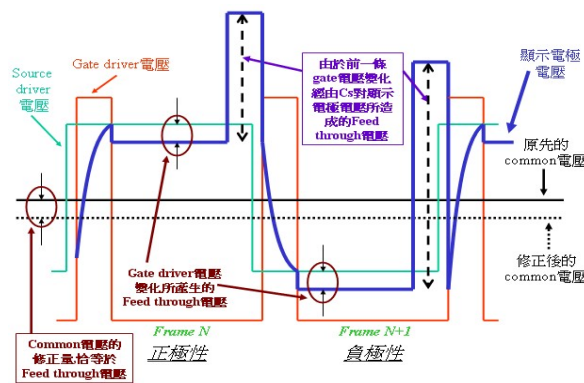 Gate driver電壓
Source
driver
電壓
由於前一條
gate電壓變化
經由Cs對顯示
電極電壓所造
成的Feed
through電壓
顯示電極
電壓
原先的
common電壓
Gate driver電壓
變化所產生的
Feed through電壓
修正後的
common電壓
Frame N
正極性
Frame N+1
負極性
Common電壓的
修正量,恰等於
Feed through電壓